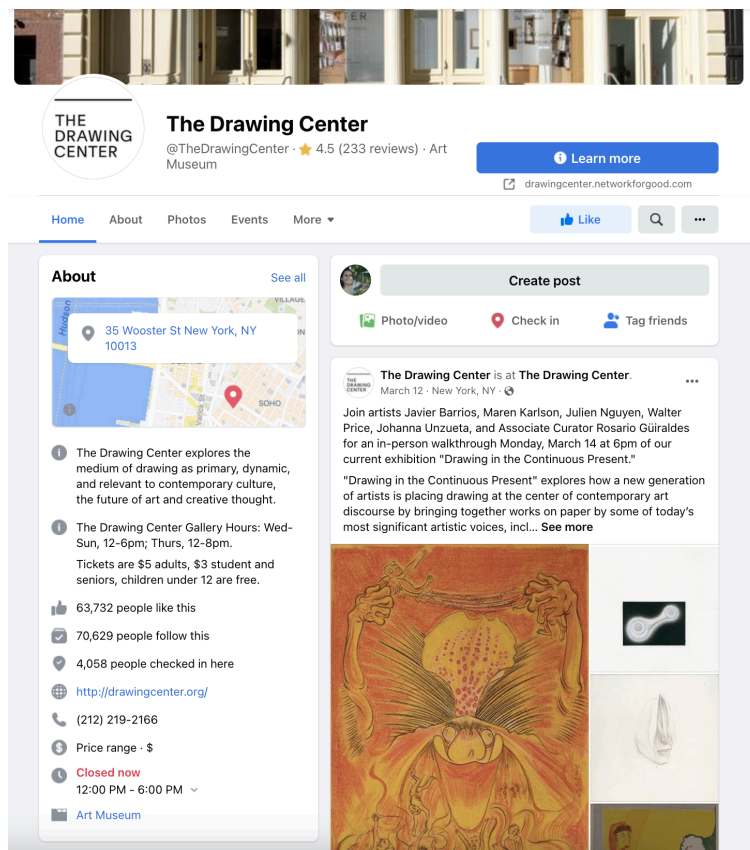 CENTER
THE
DRAWING
CENTER
The Drawing Center
@TheDrawingCenter · 4.5 (233 reviews) · Art
Museum
Learn more
drawingcenter.networkforgood.com
Home
About
Photos
Events
More
Like
About
See all
Hudson
VILLAGE
35 Wooster St New York, NY
10013
Varick St
SOHO
The Drawing Center explores the
medium of drawing as primary, dynamic,
and relevant to contemporary culture,
the future of art and creative thought.
The Drawing Center Gallery Hours: Wed-
Sun, 12-6pm; Thurs, 12-8pm.
Tickets are $5 adults, $3 student and
seniors, children under 12 are free.
63,732 people like this
70,629 people follow this
4,058 people checked in here
http://drawingcenter.org/
(212) 219-2166
Price range · $
Closed now
12:00 PM - 6:00 PM
Art Museum
Create post
Photo/video
Check in
Tag friends
THE
DRAWING
CENTER
The Drawing Center is at The Drawing Center.
March 12 · New York, NY ·
Join artists Javier Barrios, Maren Karlson, Julien Nguyen, Walter
Price, Johanna Unzueta, and Associate Curator Rosario Güiraldes
for an in-person walkthrough Monday, March 14 at 6pm of our
current exhibition "Drawing in the Continuous Present."
"Drawing in the Continuous Present" explores how a new generation
of artists is placing drawing at the center of contemporary art
discourse by bringing together works on paper by some of today's
most significant artistic voices, incl... See more